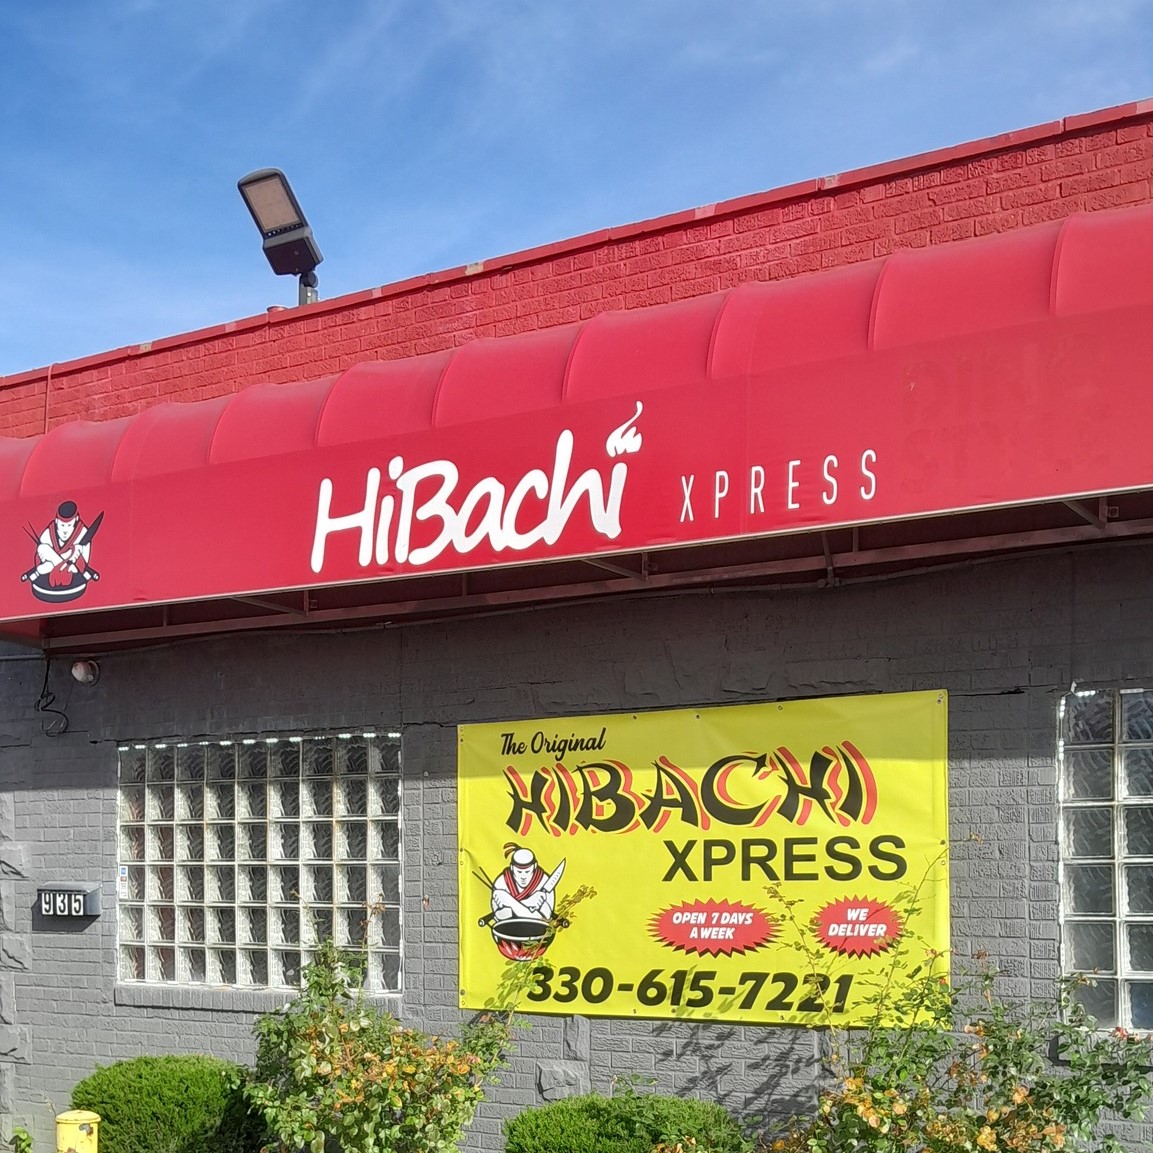 HiBachi XPRESS
The Original
HIBACHI
XPRESS
OPEN 7 DAYS
A WEEK
WE
DELIVER
330-615-7221
935